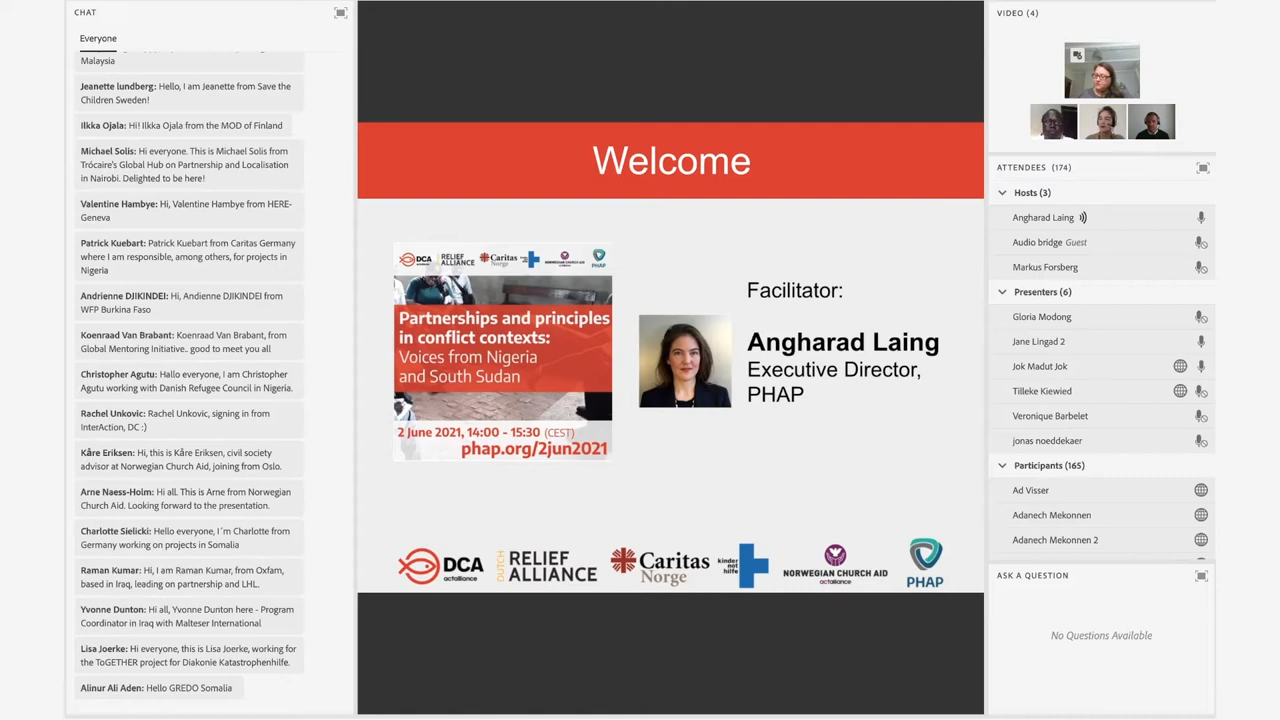 CHAT
Everyone
Malaysia
Jeanette lundberg: Hello, I am Jeanette from Save the
Children Sweden!
Ilkka Ojala: Hi! Ilkka Ojala from the MOD of Finland
Michael Solis: Hi everyone. This is Michael Solis from
Trócaire's Global Hub on Partnership and Localisation
in Nairobi. Delighted to be here!
Valentine Hambye: Hi, Valentine Hambye from HERE-
Geneva
Patrick Kuebart: Patrick Kuebart from Caritas Germany
where I am responsible, among others, for projects in
Nigeria
Andrienne DJIKINDEI: Hi, Andienne DJIKINDEI from
WFP Burkina Faso
Koenraad Van Brabant: Koenraad Van Brabant, from
Global Mentoring Initiative.. good to meet you all
Christopher Agutu: Hallo everyone, I am Christopher
Agutu working with Danish Refugee Council in Nigeria.
Rachel Unkovic: Rachel Unkovic, signing in from
InterAction, DC :)
Kåre Eriksen: Hi, this is Kåre Eriksen, civil society
advisor at Norwegian Church Aid, joining from Oslo.
Arne Naess-Holm: Hi all. This is Arne from Norwegian
Church Aid. Looking forward to the presentation.
Charlotte Sielicki: Hello everyone, I´m Charlotte from
Germany working on projects in Somalia
Raman Kumar: Hi, I am Raman Kumar, from Oxfam,
based in Iraq, leading on partnership and LHL.
Yvonne Dunton: Hi all, Yvonne Dunton here - Program
Coordinator in Iraq with Malteser International
Lisa Joerke: Hi everyone, this is Lisa Joerke, working for
the ToGETHER project for Diakonie Katastrophenhilfe.
Alinur Ali Aden: Hello GREDO Somalia
Welcome
DCA
RELIEF
ALLIANCE
Caritas
Norge
NORWEGIAN CHURCH AID
PHAP
Partnerships and principles
in conflict contexts:
Voices from Nigeria
and South Sudan
2 June 2021, 14:00 - 15:30 (CEST)
phap.org/2jun2021
Facilitator:
Angharad Laing
Executive Director,
PHAP
DCA
actalliance
DUTCH
RELIEF
ALLIANCE
Caritas
Norge
kinder
not
hilfe
NORWEGIAN CHURCH AID
actalliance
PHAP
VIDEO (4)
ATTENDEES (174)
Hosts (3)
Angharad Laing
Audio bridge Guest
Markus Forsberg
Presenters (6)
Gloria Modong
Jane Lingad 2
Jok Madut Jok
Tilleke Kiewied
Veronique Barbelet
jonas noeddekaer
Participants (165)
Ad Visser
Adanech Mekonnen
Adanech Mekonnen 2
ASK A QUESTION
No Questions Available